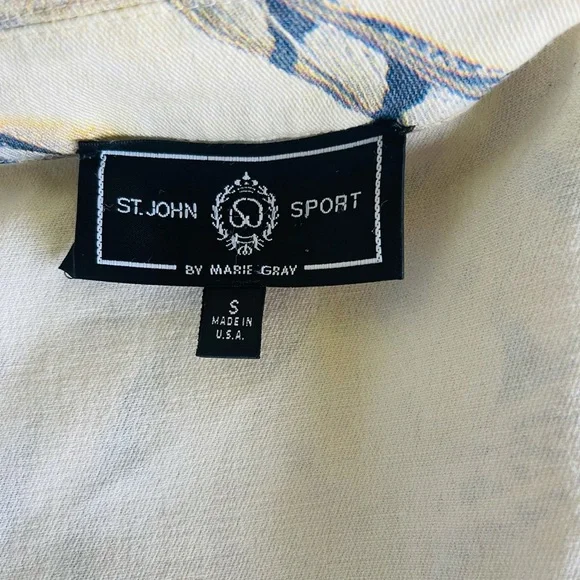 ST. JOHN SPORT
BY MARIE GRAY
S
MADE IN
U.S.A.